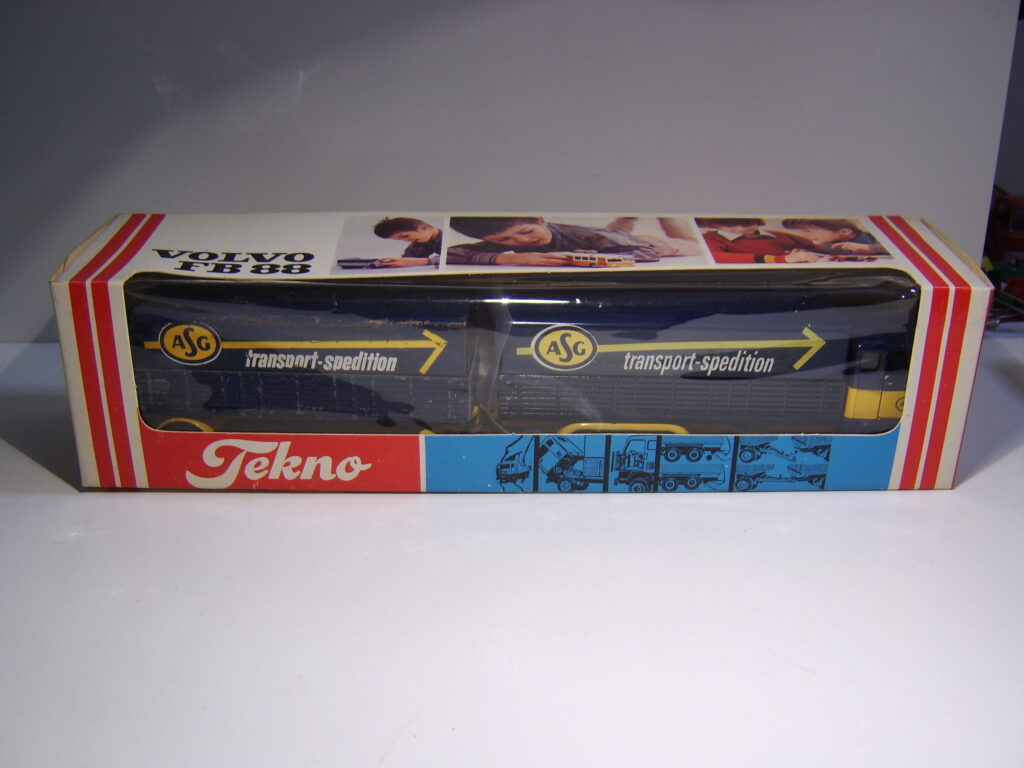 VOLVO
FB 88
ASG
transport-spedition
ASG
transport-spedition
Tekno